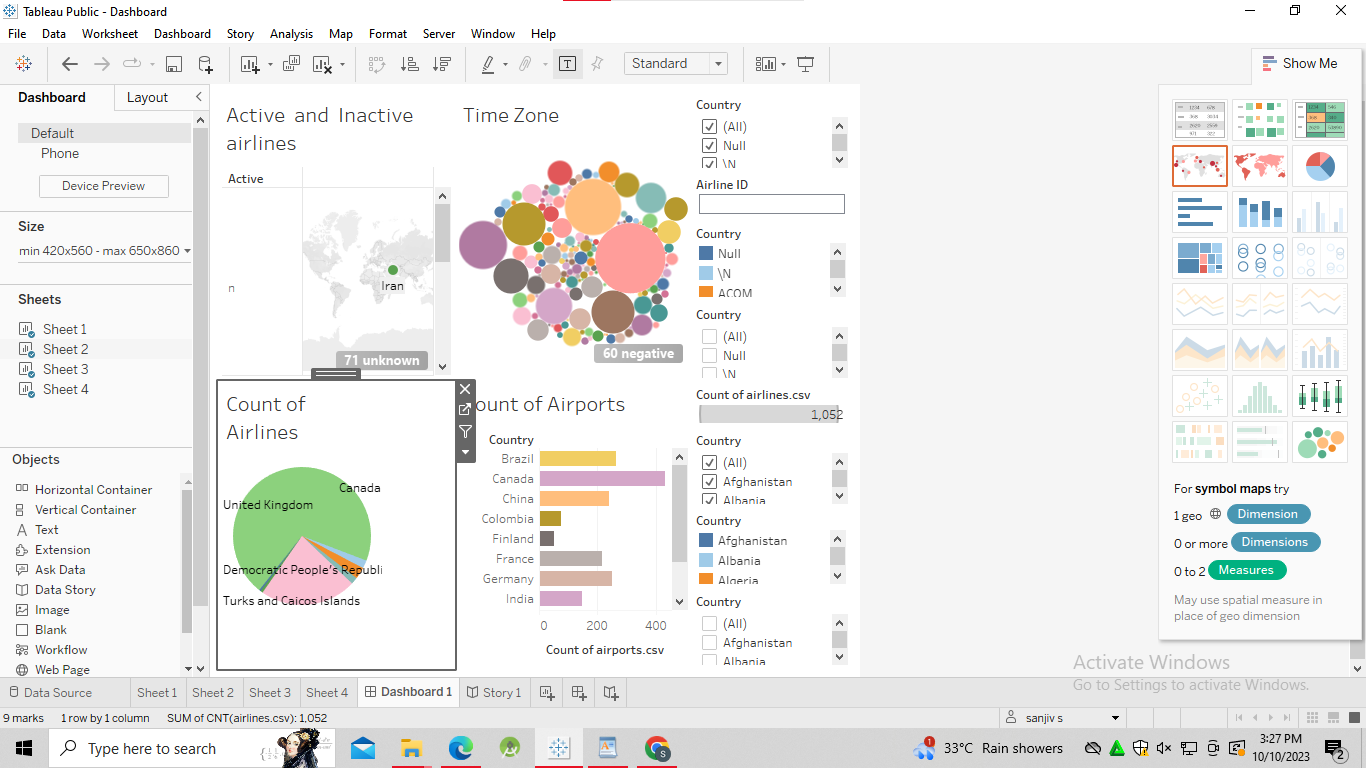 Tableau Public - Dashboard
File Data Worksheet Dashboard Story Analysis Map Format Server Window Help
Standard
Show Me
Dashboard Layout
Default
Phone
Device Preview
Size
min 420x560 - max 650x860
Sheets
Sheet 1
Sheet 2
Sheet 3
Sheet 4
Objects
Horizontal Container
Vertical Container
Text
Extension
Ask Data
Data Story
Image
Blank
Workflow
Web Page
Active and Inactive
airlines
Active
n
Iran
71 unknown
Time Zone
60 negative
Count of
Airlines
Canada
United Kingdom
Democratic People's Republi
Turks and Caicos Islands
ount of Airports
Country
Brazil
Canada
China
Colombia
Finland
France
Germany
India
0 200 400
Count of airports.csv
Country
(All)
Null
\N
Airline ID
Country
Null
\N
ACOM
Country
(All)
Null
\N
Count of airlines.csv
1,052
Country
(All)
Afghanistan
Albania
Country
Afghanistan
Albania
Algeria
Country
(All)
Afghanistan
Albania
For symbol maps try
1 geo Dimension
0 or more Dimensions
0 to 2 Measures
May use spatial measure in
place of geo dimension
Activate Windows
Go to Settings to activate Windows.
Data Source Sheet 1 Sheet 2 Sheet 3 Sheet 4 Dashboard 1 Story 1
9 marks 1 row by 1 column SUM of CNT(airlines.csv): 1,052
sanjiv s
Type here to search
33°C Rain showers
3:27 PM
10/10/2023
2